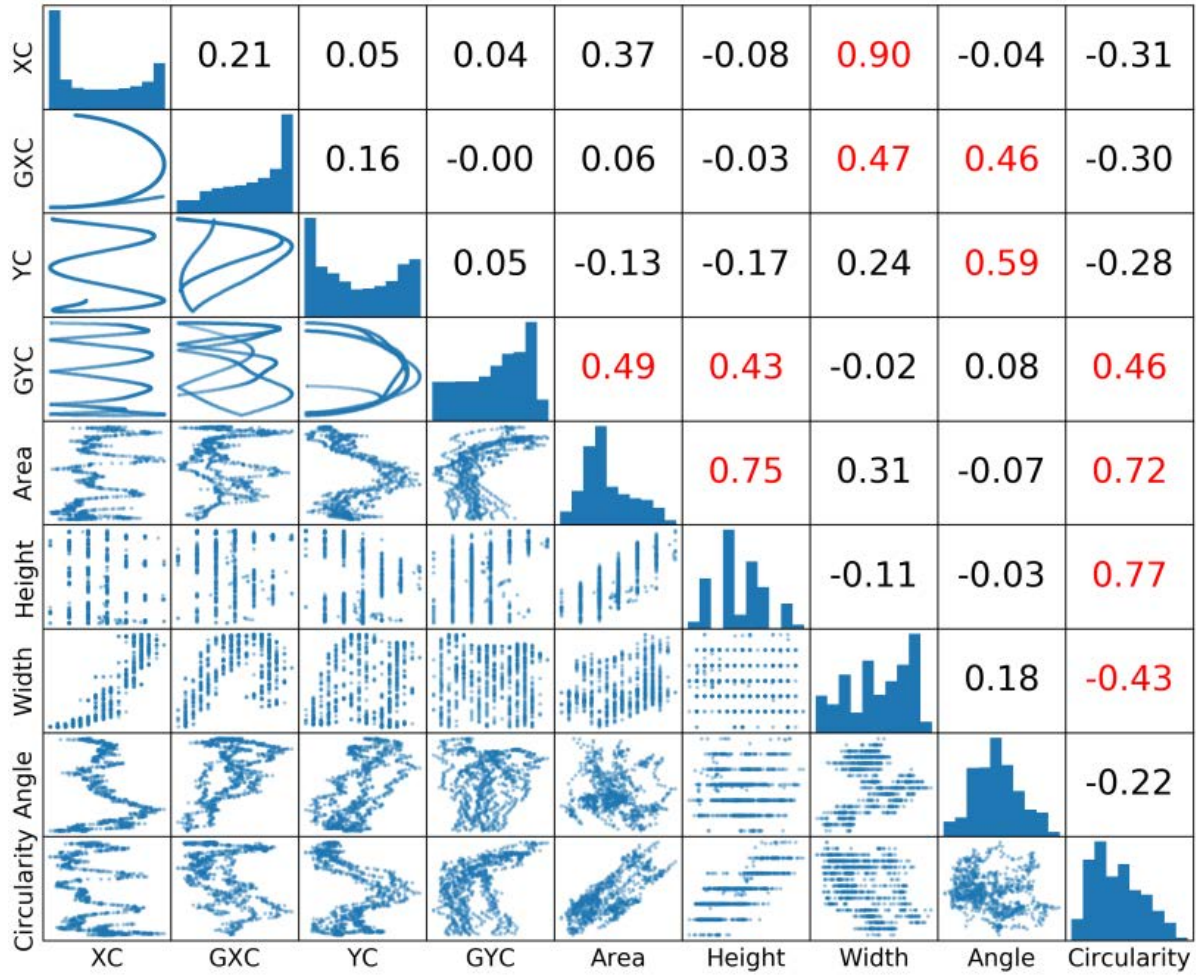 XC 0.21 0.05 0.04 0.37 -0.08 0.90 -0.04 -0.31
GXC 0.16 -0.00 0.06 -0.03 0.47 0.46 -0.30
YC 0.05 -0.13 -0.17 0.24 0.59 -0.28
GYC 0.49 0.43 -0.02 0.08 0.46
Area 0.75 0.31 -0.07 0.72
Height -0.11 -0.03 0.77
Width 0.18 -0.43
Angle -0.22
Circularity
XC GXC YC GYC Area Height Width Angle Circularity